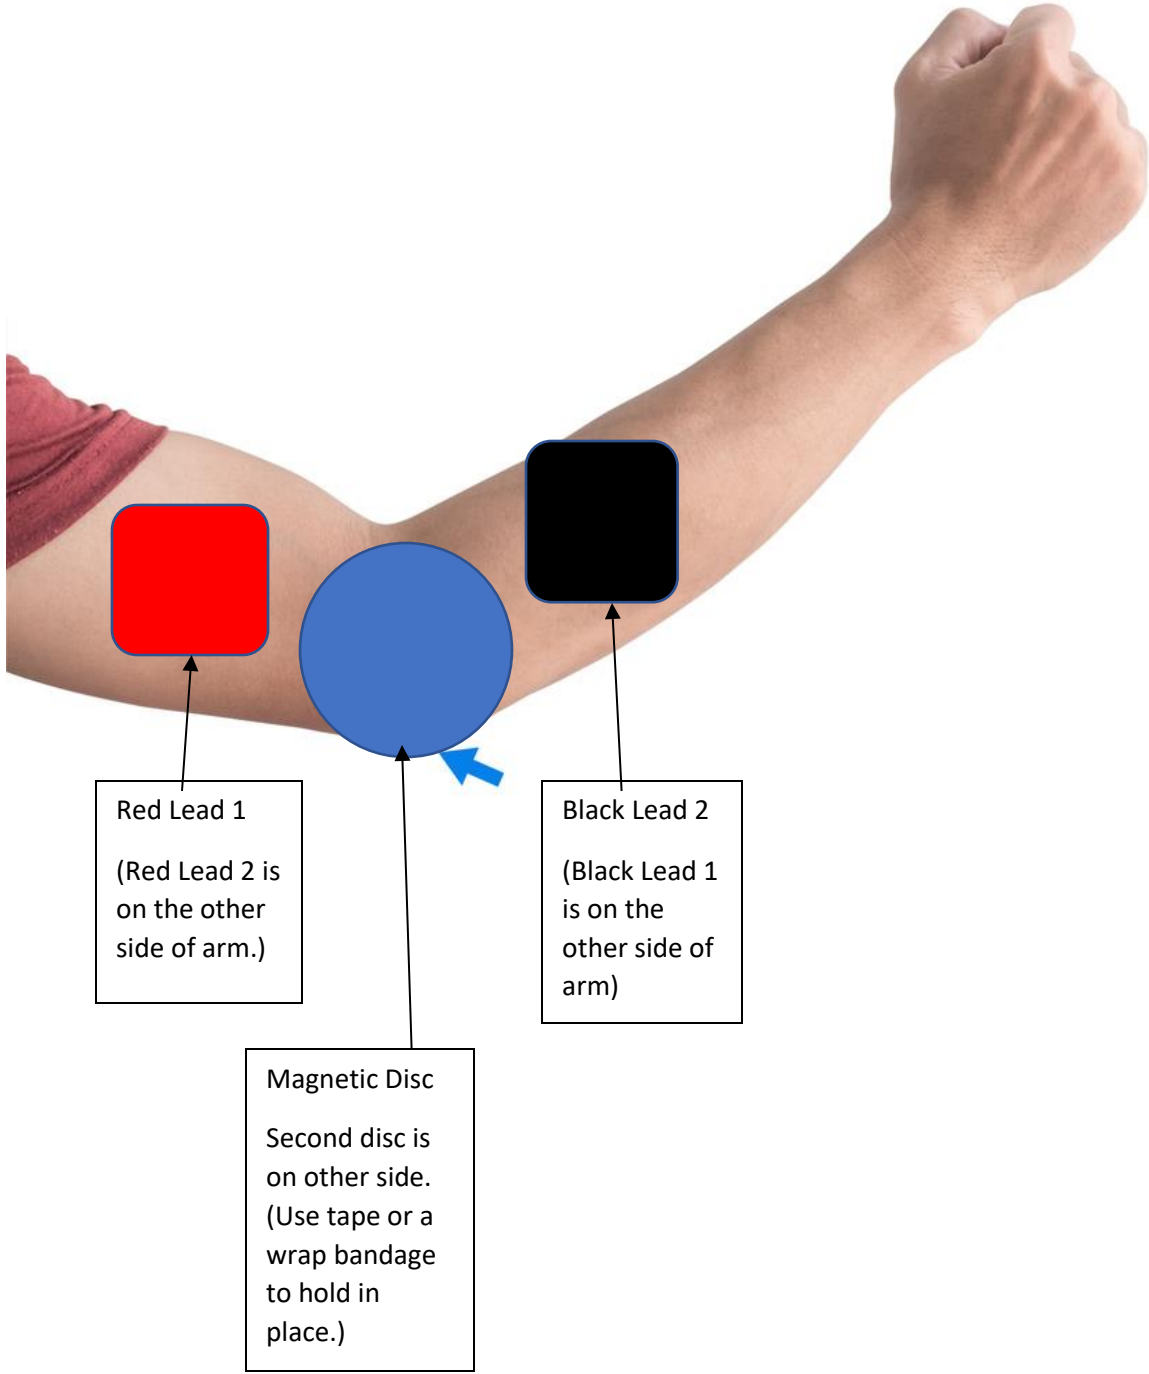 Red Lead 1
(Red Lead 2 is
on the other
side of arm.)
Black Lead 2
(Black Lead 1
is on the
other side of
arm)
Magnetic Disc
Second disc is
on other side.
(Use tape or a
wrap bandage
to hold in
place.)